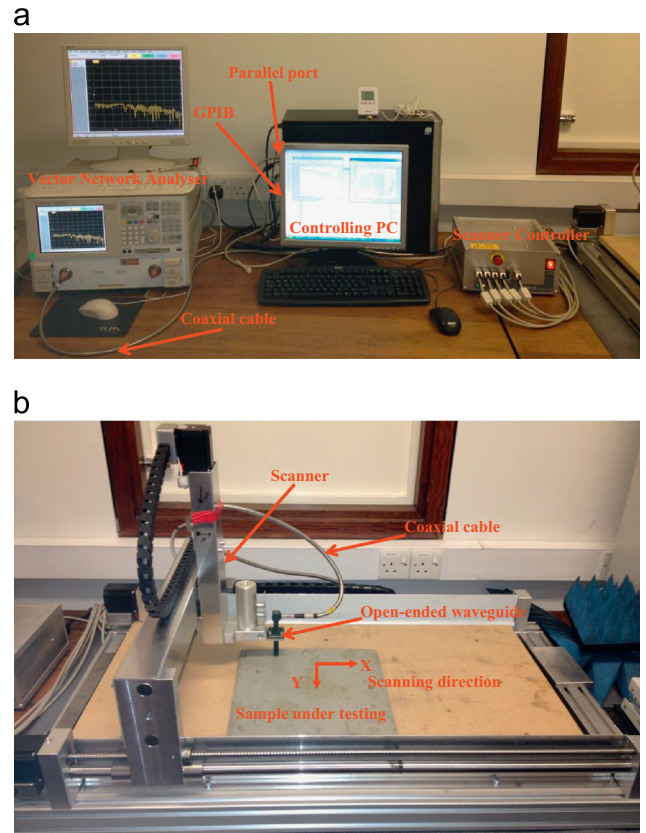 a
Parallel port
GPIB
Vector Network Analyser
Controlling PC
Scanner Controller
Coaxial cable
b
Scanner
Coaxial cable
Open-ended waveguide
X
Y
Scanning direction
Sample under testing